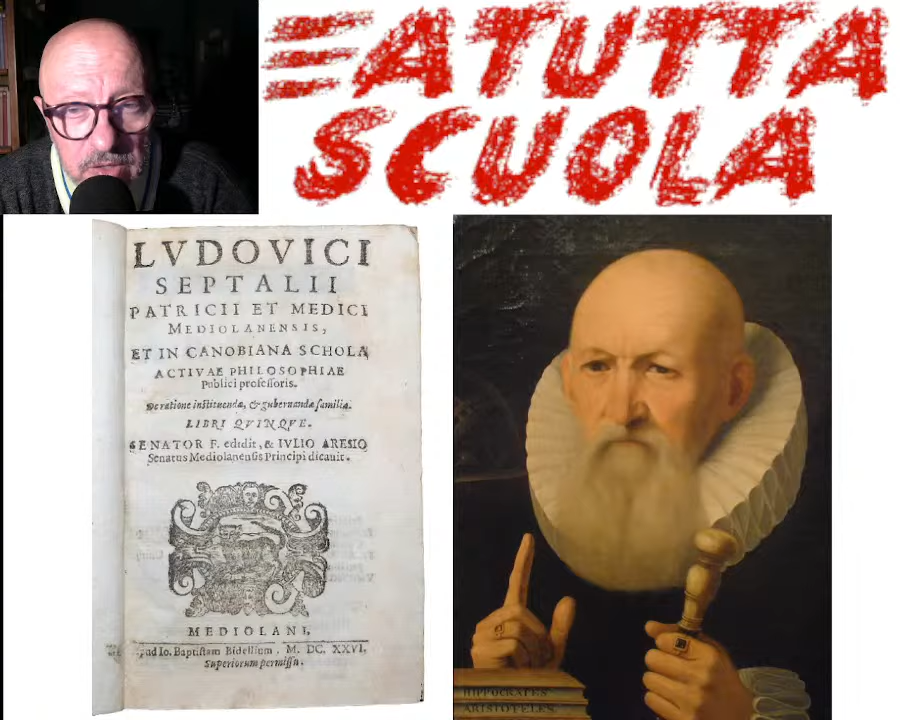 EATUTTA
SCUOLA
LVDOVICI
SEPTALII
PATRICII ET MEDICI
MEDIOLANENSIS,
ET IN CANOBIANA SCHOLA
ACTIVAE PHILOSOPHIAE
Publici professoris.
De ratione instituendæ, & gubernandæ familiæ.
LIBRI QVINQVE.
SENATOR F. edidit, & IVLIO ARESIO
Senatus Mediolanensis Principi dicauit.
MEDIOLANI,
Io. Baptistam Bidellium. M. DC. XXVI.
Superiorum permissu.
HIPPOCRATES
ARISTOTELES.